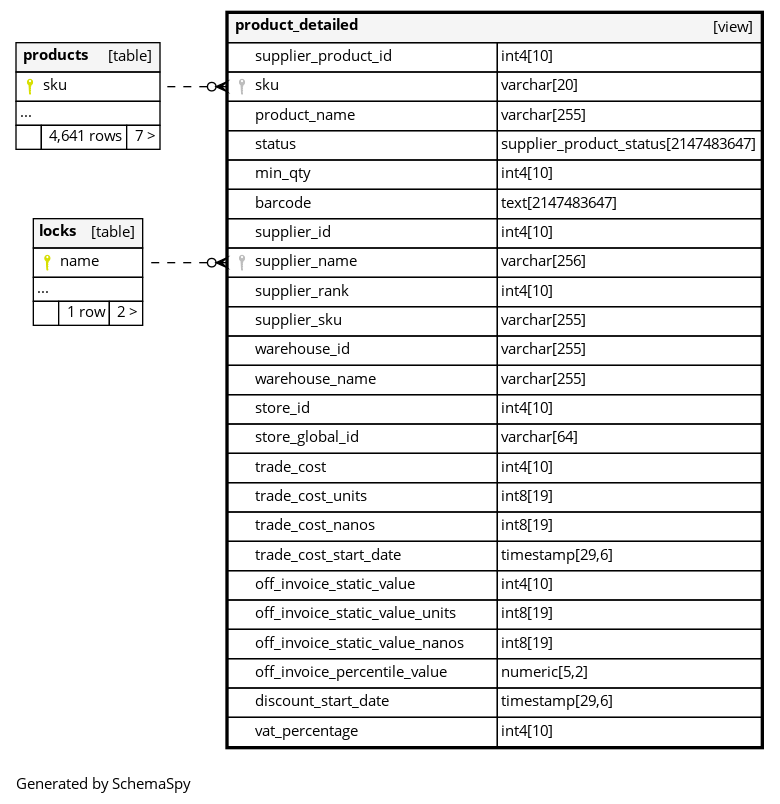 product_detailed [view]
supplier_product_id int4[10]
sku varchar[20]
product_name varchar[255]
status supplier_product_status[2147483647]
min_qty int4[10]
barcode text[2147483647]
supplier_id int4[10]
supplier_name varchar[256]
supplier_rank int4[10]
supplier_sku varchar[255]
warehouse_id varchar[255]
warehouse_name varchar[255]
store_id int4[10]
store_global_id varchar[64]
trade_cost int4[10]
trade_cost_units int8[19]
trade_cost_nanos int8[19]
trade_cost_start_date timestamp[29,6]
off_invoice_static_value int4[10]
off_invoice_static_value_units int8[19]
off_invoice_static_value_nanos int8[19]
off_invoice_percentile_value numeric[5,2]
discount_start_date timestamp[29,6]
vat_percentage int4[10]
products [table]
sku
...
4,641 rows 7 >
locks [table]
name
...
1 row 2 >
Generated by SchemaSpy